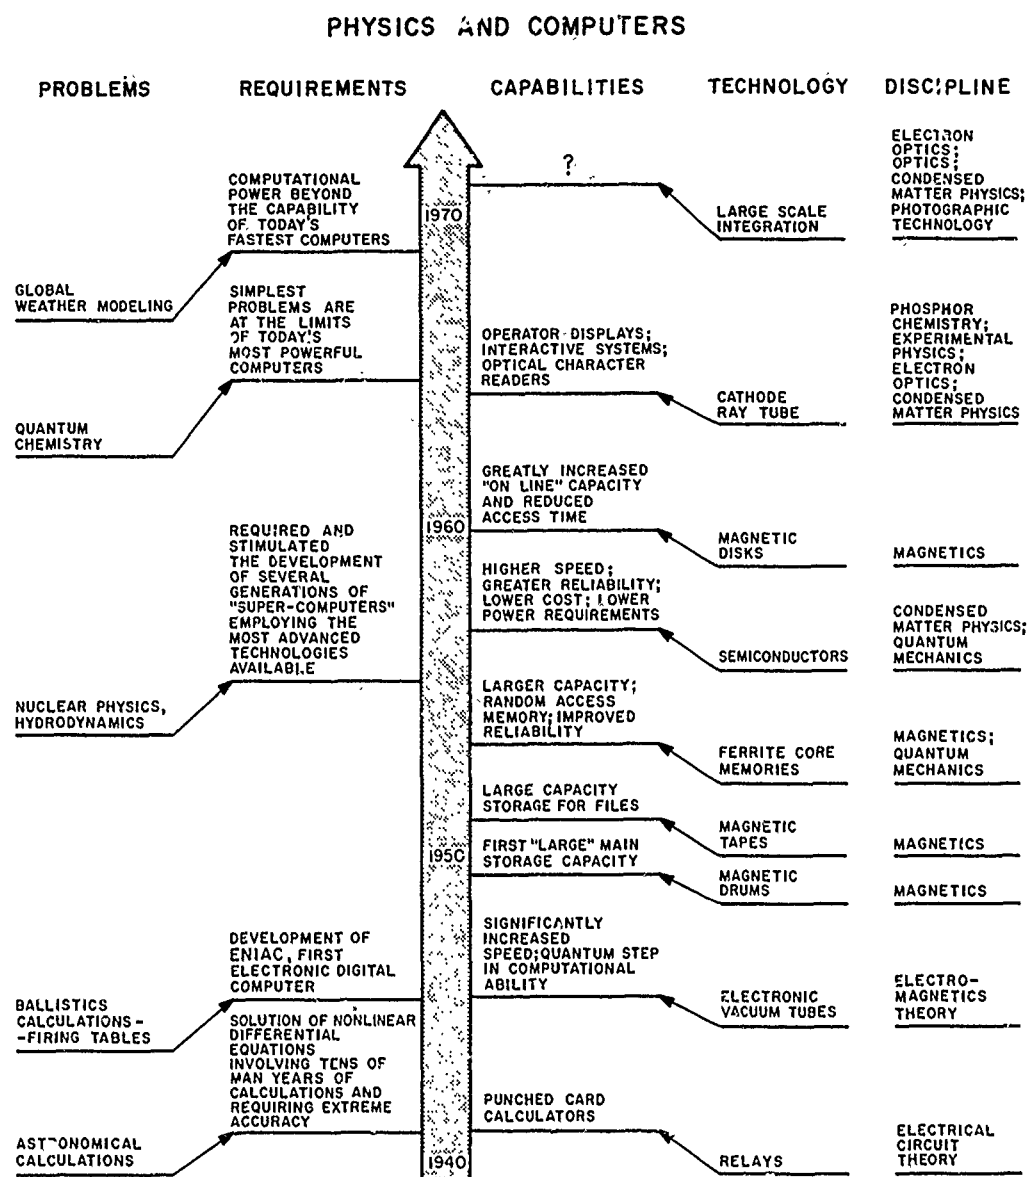 PHYSICS AND COMPUTERS
PROBLEMS
REQUIREMENTS
CAPABILITIES
TECHNOLOGY
DISCIPLINE
COMPUTATIONAL
POWER BEYOND
THE CAPABILITY
OF TODAY'S
FASTEST COMPUTERS
GLOBAL
WEATHER MODELING
SIMPLEST
PROBLEMS ARE
AT THE LIMITS
OF TODAY'S
MOST POWERFUL
COMPUTERS
QUANTUM
CHEMISTRY
REQUIRED AND
STIMULATED
THE DEVELOPMENT
OF SEVERAL
GENERATIONS OF
"SUPER-COMPUTERS"
EMPLOYING THE
MOST ADVANCED
TECHNOLOGIES
AVAILABLE
NUCLEAR PHYSICS,
HYDRODYNAMICS
DEVELOPMENT OF
ENIAC, FIRST
ELECTRONIC DIGITAL
COMPUTER
BALLISTICS
CALCULATIONS-
-FIRING TABLES
SOLUTION OF NONLINEAR
DIFFERENTIAL
EQUATIONS
INVOLVING TENS OF
MAN YEARS OF
CALCULATIONS AND
REQUIRING EXTREME
ACCURACY
ASTRONOMICAL
CALCULATIONS
1970
1960
1950
1940
?
LARGE SCALE
INTEGRATION
ELECTRON
OPTICS;
OPTICS;
CONDENSED
MATTER PHYSICS;
PHOTOGRAPHIC
TECHNOLOGY
OPERATOR DISPLAYS;
INTERACTIVE SYSTEMS;
OPTICAL CHARACTER
READERS
CATHODE
RAY TUBE
PHOSPHOR
CHEMISTRY;
EXPERIMENTAL
PHYSICS;
ELECTRON
OPTICS;
CONDENSED
MATTER PHYSICS
GREATLY INCREASED
"ON LINE" CAPACITY
AND REDUCED
ACCESS TIME
MAGNETIC
DISKS
MAGNETICS
HIGHER SPEED;
GREATER RELIABILITY;
LOWER COST; LOWER
POWER REQUIREMENTS
SEMICONDUCTORS
CONDENSED
MATTER PHYSICS;
QUANTUM
MECHANICS
LARGER CAPACITY;
RANDOM ACCESS
MEMORY; IMPROVED
RELIABILITY
FERRITE CORE
MEMORIES
MAGNETICS;
QUANTUM
MECHANICS
LARGE CAPACITY
STORAGE FOR FILES
MAGNETIC
TAPES
MAGNETICS
FIRST "LARGE" MAIN
STORAGE CAPACITY
MAGNETIC
DRUMS
MAGNETICS
SIGNIFICANTLY
INCREASED
SPEED; QUANTUM STEP
IN COMPUTATIONAL
ABILITY
ELECTRONIC
VACUUM TUBES
ELECTRO-
MAGNETICS
THEORY
PUNCHED CARD
CALCULATORS
RELAYS
ELECTRICAL
CIRCUIT
THEORY